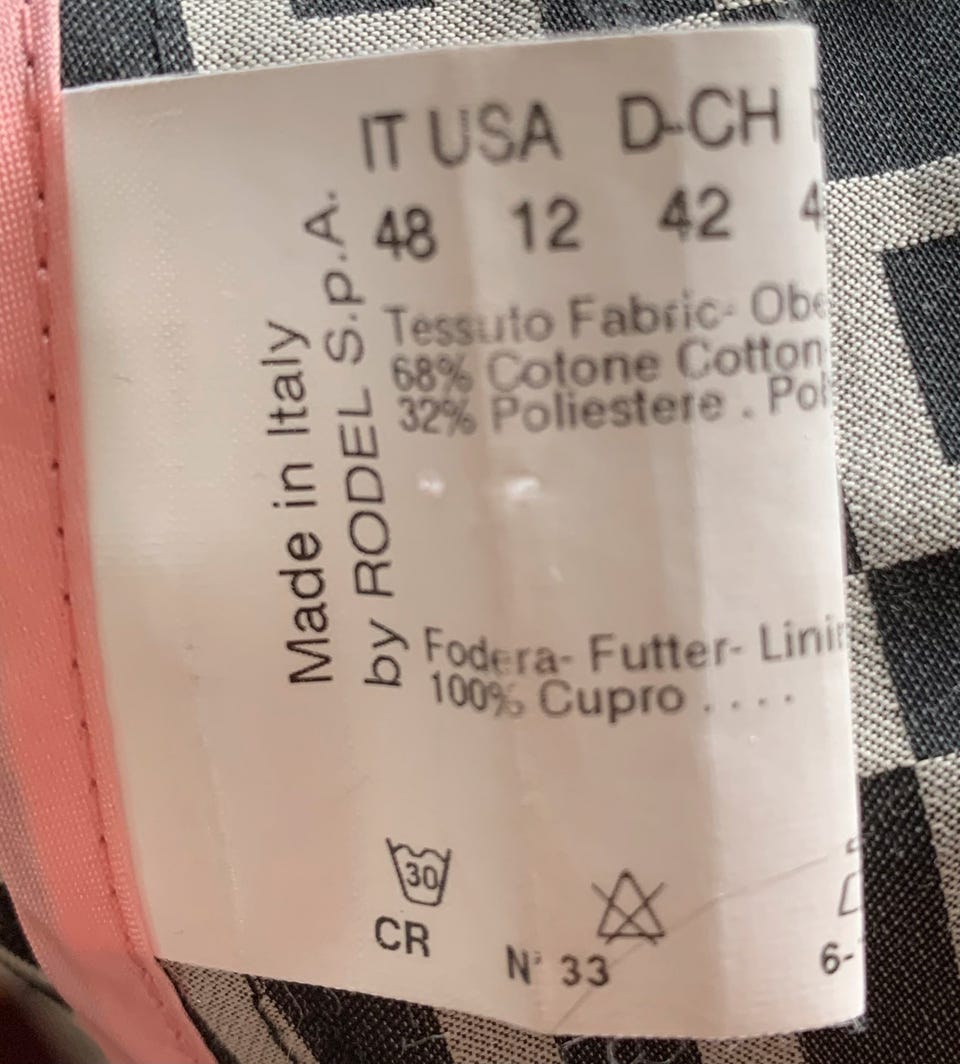 IT USA D-CH
48 12 42 4
Tessuto Fabric- Obe
68% Cotone Cotton
32% Poliestere . Pol
Made in Italy
by RODEL S.p.A.
Fodera- Futter- Linin
100% Cupro . . . .
30
CR
N° 33
6-